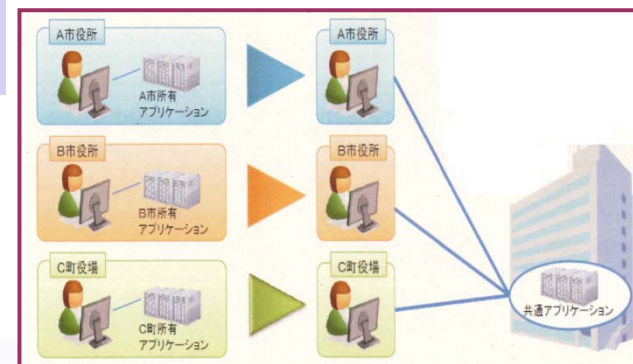 A市役所
A市所有
アプリケーション
A市役所
B市役所
B市所有
アプリケーション
B市役所
C町役場
C町所有
アプリケーション
C町役場
共通アプリケーション